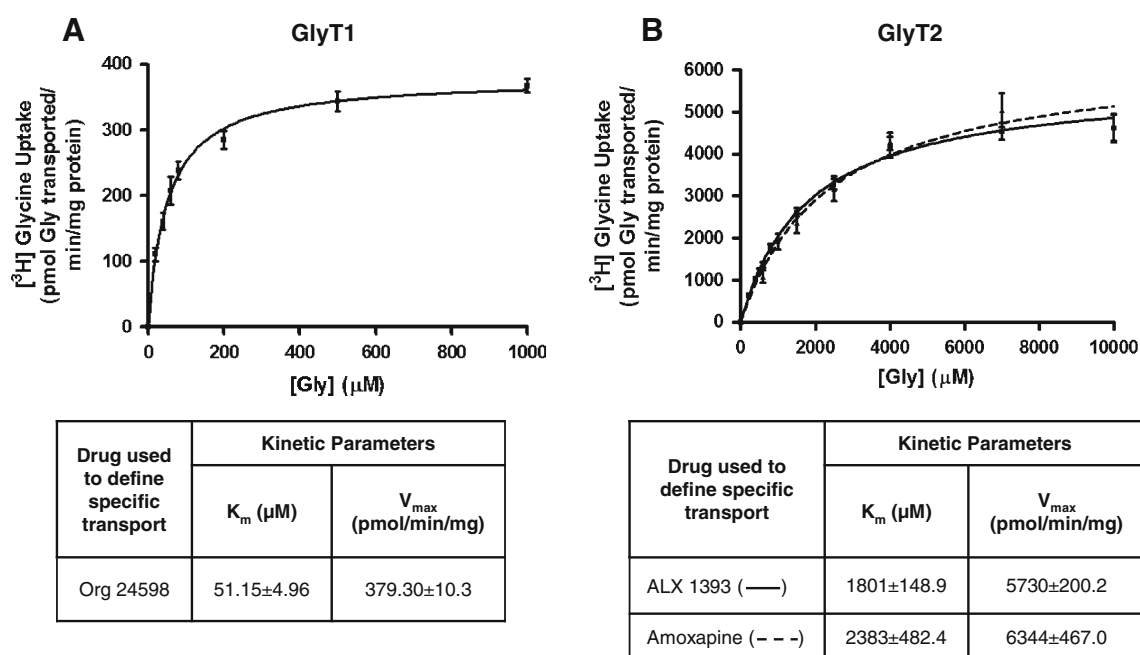 A
GlyT1
[³H] Glycine Uptake
(pmol Gly transported/
min/mg protein)
400
300
200
100
0
0 200 400 600 800 1000
[Gly] (µM)
Drug used
to define
specific
transport
Kinetic Parameters
Kₘ (µM)
Vₘₐₓ
(pmol/min/mg)
Org 24598 51.15±4.96 379.30±10.3
B
GlyT2
[³H] Glycine Uptake
(pmol Gly transported/
min/mg protein)
6000
5000
4000
3000
2000
1000
0
0 2000 4000 6000 8000 10000
[Gly] (µM)
Drug used to
define specific
transport
Kinetic Parameters
Kₘ (µM)
Vₘₐₓ
(pmol/min/mg)
ALX 1393 (——) 1801±148.9 5730±200.2
Amoxapine (– – –) 2383±482.4 6344±467.0